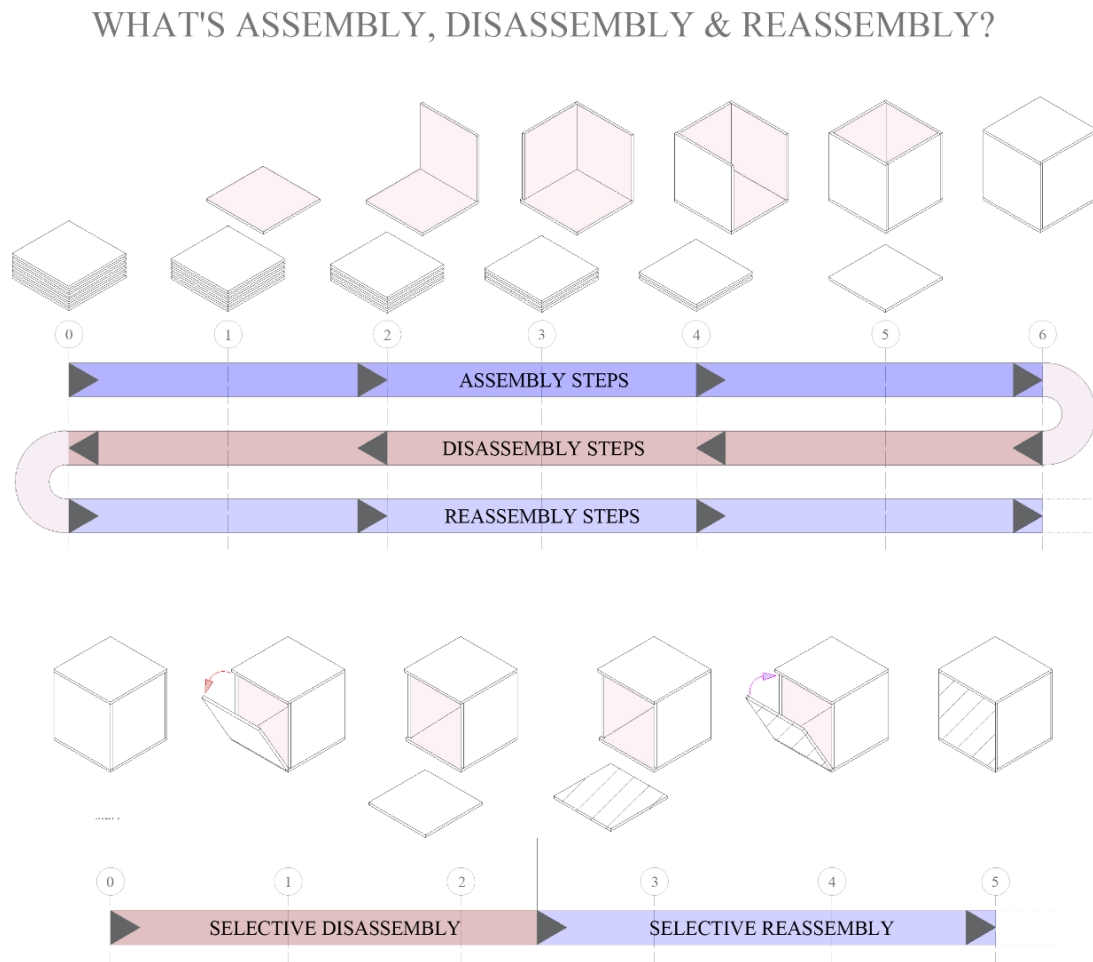 WHAT'S ASSEMBLY, DISASSEMBLY & REASSEMBLY?
0 1 2 3 4 5 6
ASSEMBLY STEPS
DISASSEMBLY STEPS
REASSEMBLY STEPS
0 1 2 3 4 5
SELECTIVE DISASSEMBLY SELECTIVE REASSEMBLY